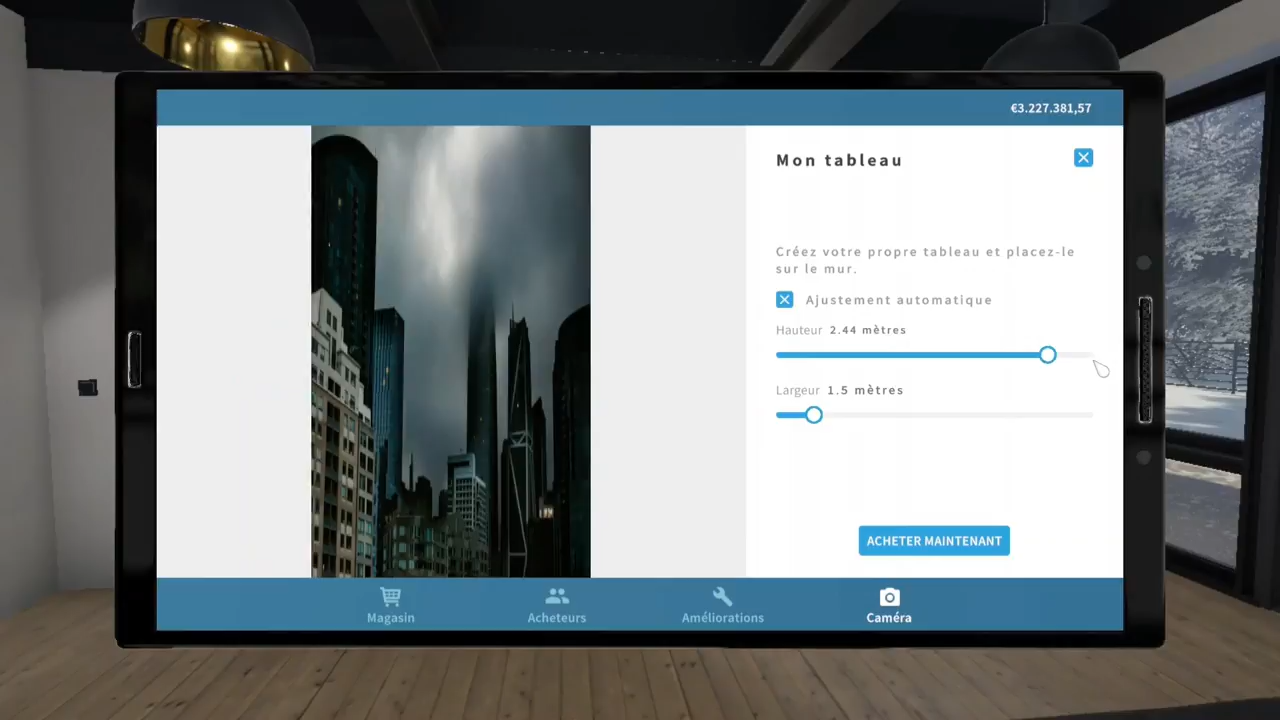 €3.227.381,57
Mon tableau
Créez votre propre tableau et placez-le
sur le mur.
Ajustement automatique
Hauteur 2.44 mètres
Largeur 1.5 mètres
ACHETER MAINTENANT
Magasin
Acheteurs
Améliorations
Caméra